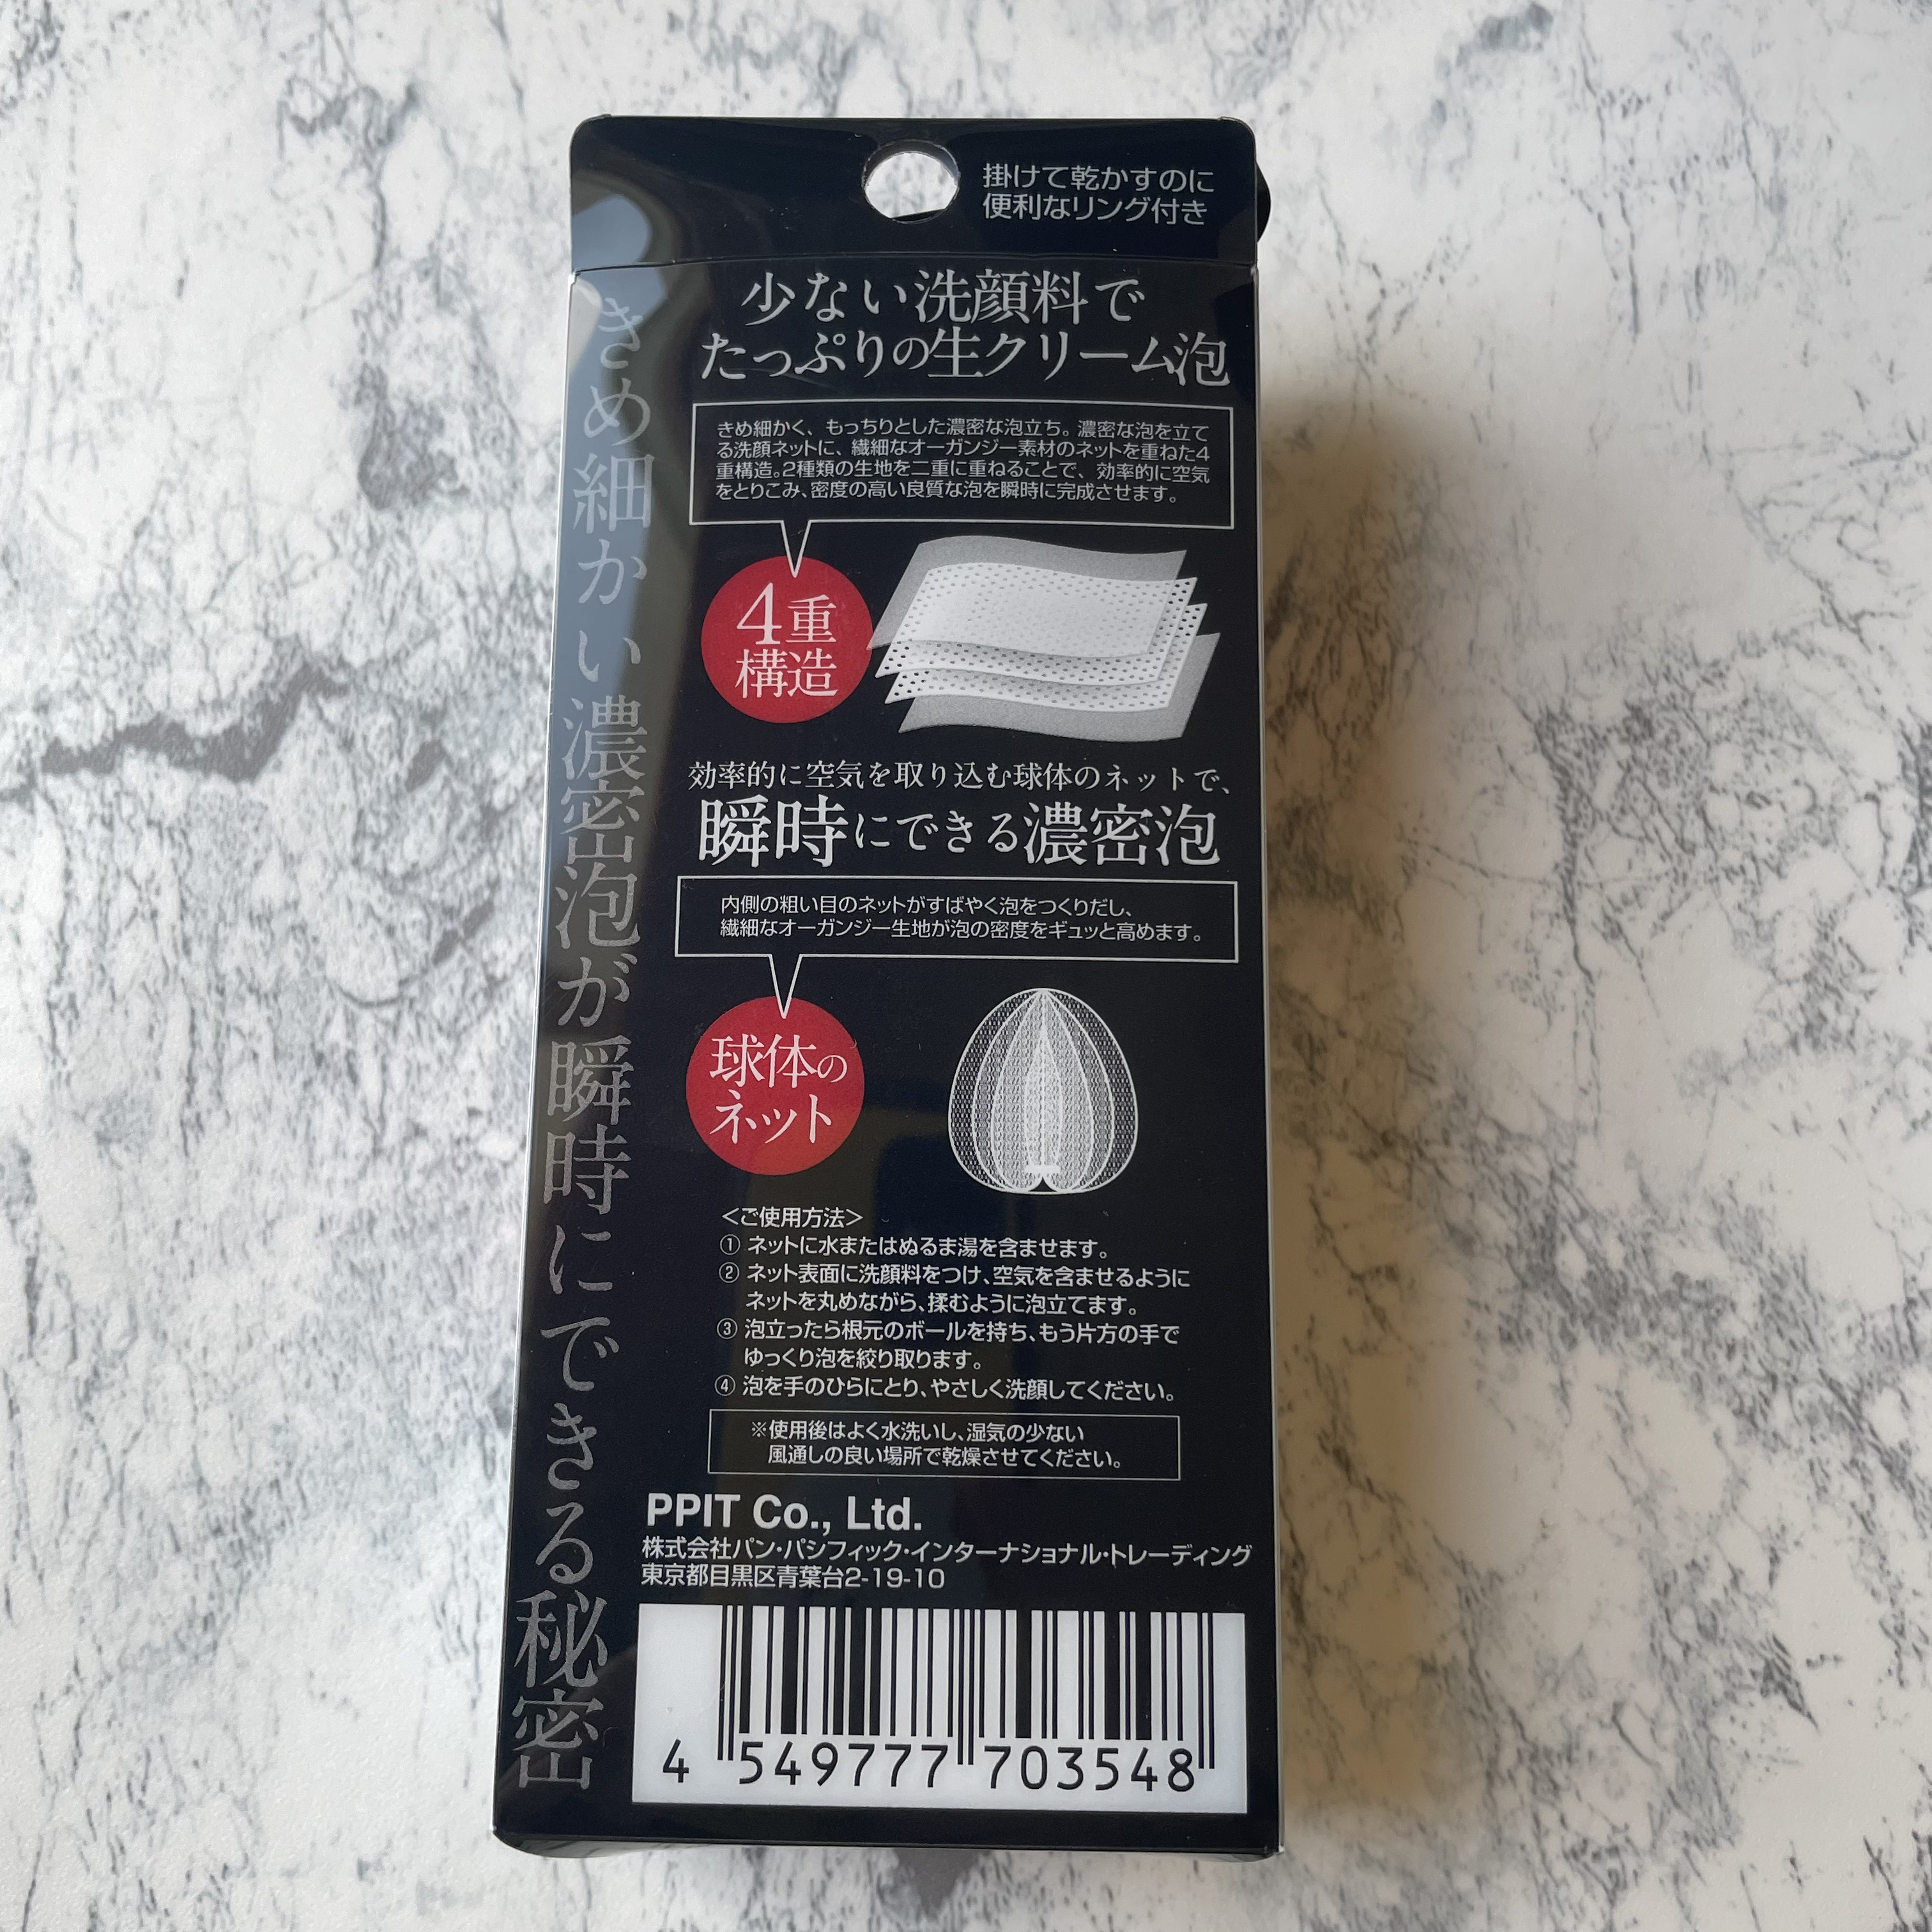 掛けて乾かすのに
便利なリング付き
少ない洗顔料で
たっぷりの生クリーム泡
きめ細かく、もっちりとした濃密な泡立ち。濃密な泡を立て
る洗顔ネットに、繊細なオーガンジー素材のネットを重ねた4
重構造。2種類の生地を二重に重ねることで、効率的に空気
をとりこみ、密度の高い良質な泡を瞬時に完成させます。
4重
構造
効率的に空気を取り込む球体のネットで、
瞬時にできる濃密泡
内側の粗い目のネットがすばやく泡をつくりだし、
繊細なオーガンジー生地が泡の密度をギュッと高めます。
球体の
ネット
<ご使用方法>
① ネットに水またはぬるま湯を含ませます。
② ネット表面に洗顔料をつけ、空気を含ませるように
ネットを丸めながら、揉むように泡立てます。
③ 泡立ったら根元のボールを持ち、もう片方の手で
ゆっくり泡を絞り取ります。
④ 泡を手のひらにとり、やさしく洗顔してください。
※使用後はよく水洗いし、湿気の少ない
風通しの良い場所で乾燥させてください。
PPIT Co., Ltd.
株式会社パン・パシフィック・インターナショナル・トレーディング
東京都目黒区青葉台2-19-10
4 549777 703548
きめ細かい濃密泡が瞬時にできる秘密